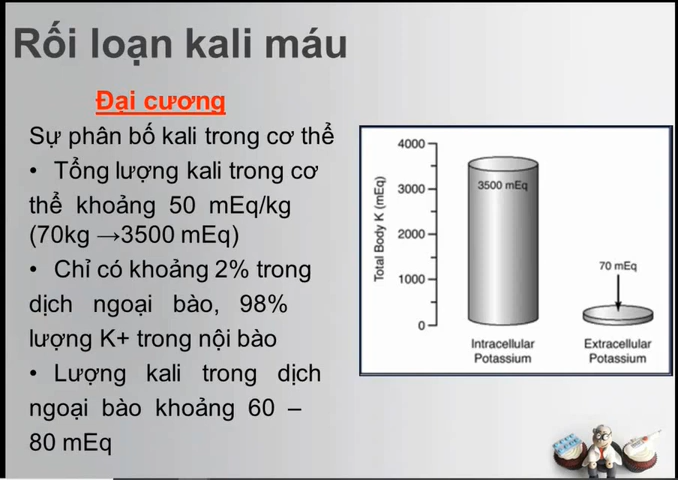 Rối loạn kali máu
Đại cương
Sự phân bố kali trong cơ thể
• Tổng lượng kali trong cơ
thể khoảng 50 mEq/kg
(70kg →3500 mEq)
• Chỉ có khoảng 2% trong
dịch ngoại bào, 98%
lượng K+ trong nội bào
• Lượng kali trong dịch
ngoại bào khoảng 60 –
80 mEq
Total Body K (mEq)
4000
3000
2000
1000
0
3500 mEq
70 mEq
Intracellular
Potassium
Extracellular
Potassium